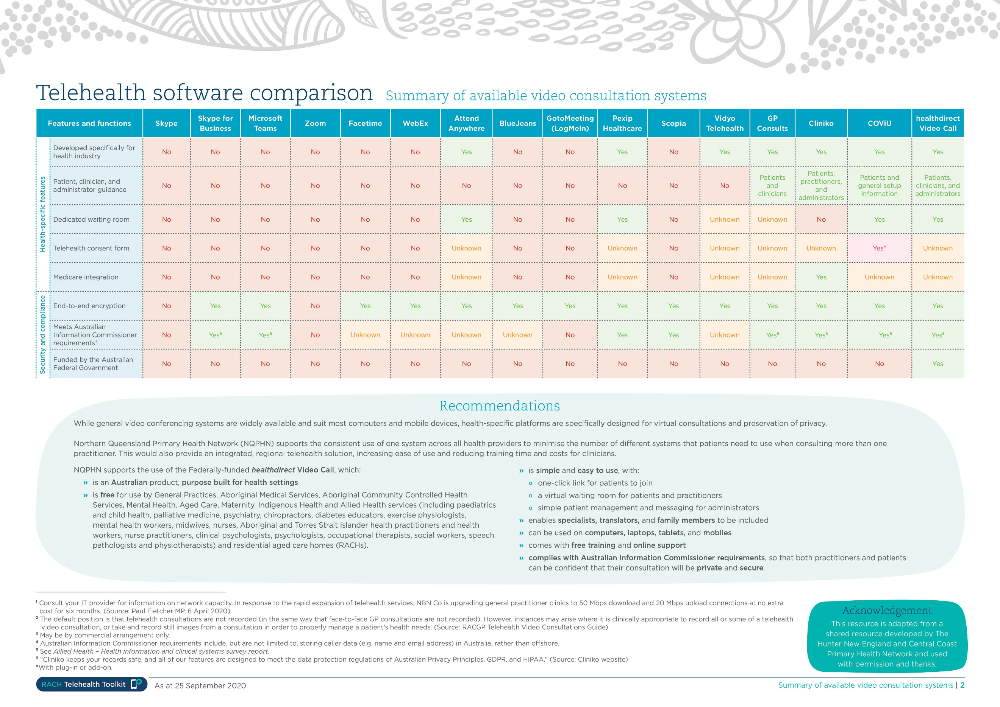 Telehealth software comparison Summary of available video consultation systems
Features and functions Skype Skype for Business Microsoft Teams Zoom Facetime WebEx Attend Anywhere BlueJeans GotoMeeting (LogMeIn) Pexip Healthcare Scopia Vidyo Telehealth GP Consults Cliniko COViU healthdirect Video Call
Health-specific features
Developed specifically for health industry No No No No No No Yes No No Yes No Yes Yes Yes Yes Yes
Patient, clinician, and administrator guidance No No No No No No No No No No No No Patients and clinicians Patients, practitioners, and administrators Patients and general setup information Patients, clinicians, and administrators
Dedicated waiting room No No No No No No Yes No No Yes No Unknown Unknown No Yes Yes
Telehealth consent form No No No No No No Unknown No No Unknown No Unknown Unknown Unknown Yes* Unknown
Medicare integration No No No No No No Unknown No No Unknown No Unknown Unknown Yes Unknown Unknown
Security and compliance
End-to-end encryption No Yes Yes No Yes Yes Yes Yes Yes Yes Yes Yes Yes Yes Yes Yes
Meets Australian Information Commissioner requirements⁴ No Yes⁵ Yes⁵ No Unknown Unknown Unknown Unknown No Yes Yes Unknown Yes⁵ Yes⁶ Yes⁵ Yes⁵
Funded by the Australian Federal Government No No No No No No No No No No No No No No No Yes
Recommendations
While general video conferencing systems are widely available and suit most computers and mobile devices, health-specific platforms are specifically designed for virtual consultations and preservation of privacy.
Northern Queensland Primary Health Network (NQPHN) supports the consistent use of one system across all health providers to minimise the number of different systems that patients need to use when consulting more than one
practitioner. This would also provide an integrated, regional telehealth solution, increasing ease of use and reducing training time and costs for clinicians.
NQPHN supports the use of the Federally-funded healthdirect Video Call, which:
» is an Australian product, purpose built for health settings
» is free for use by General Practices, Aboriginal Medical Services, Aboriginal Community Controlled Health
Services, Mental Health, Aged Care, Maternity, Indigenous Health and Allied Health services (including paediatrics
and child health, palliative medicine, psychiatry, chiropractors, diabetes educators, exercise physiologists,
mental health workers, midwives, nurses, Aboriginal and Torres Strait Islander health practitioners and health
workers, nurse practitioners, clinical psychologists, psychologists, occupational therapists, social workers, speech
pathologists and physiotherapists) and residential aged care homes (RACHs).
» is simple and easy to use, with:
o one-click link for patients to join
o a virtual waiting room for patients and practitioners
o simple patient management and messaging for administrators
» enables specialists, translators, and family members to be included
» can be used on computers, laptops, tablets, and mobiles
» comes with free training and online support
» complies with Australian Information Commissioner requirements, so that both practitioners and patients
can be confident that their consultation will be private and secure.
¹ Consult your IT provider for information on network capacity. In response to the rapid expansion of telehealth services, NBN Co is upgrading general practitioner clinics to 50 Mbps download and 20 Mbps upload connections at no extra
cost for six months. (Source: Paul Fletcher MP, 6 April 2020)
² The default position is that telehealth consultations are not recorded (in the same way that face-to-face GP consultations are not recorded). However, instances may arise where it is clinically appropriate to record all or some of a telehealth
video consultation, or take and record still images from a consultation in order to properly manage a patient's health needs. (Source: RACGP Telehealth Video Consultations Guide)
³ May be by commercial arrangement only.
⁴ Australian Information Commissioner requirements include, but are not limited to, storing caller data (e.g. name and email address) in Australia, rather than offshore.
⁵ See Allied Health – Health information and clinical systems survey report.
⁶ “Cliniko keeps your records safe, and all of our features are designed to meet the data protection regulations of Australian Privacy Principles, GDPR, and HIPAA.” (Source: Cliniko website)
*With plug-in or add-on.
Acknowledgement
This resource is adapted from a
shared resource developed by The
Hunter New England and Central Coast
Primary Health Network and used
with permission and thanks.
RACH Telehealth Toolkit As at 25 September 2020
Summary of available video consultation systems | 2